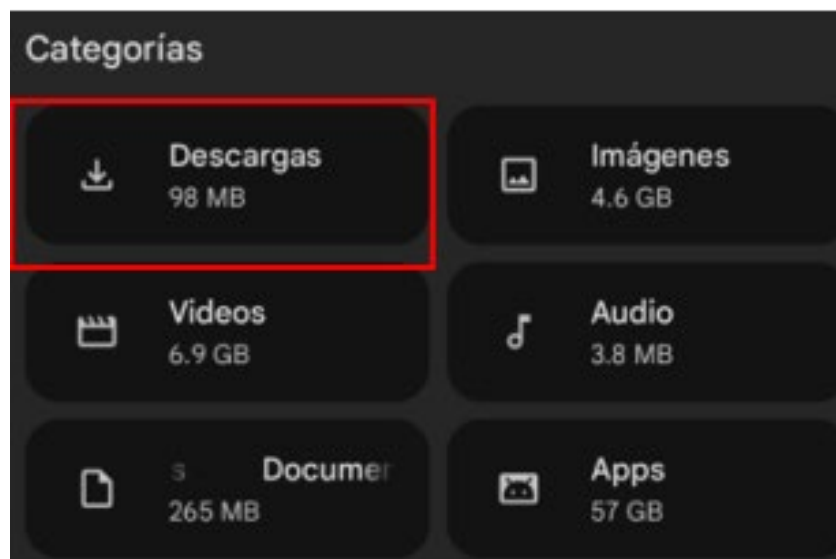 Categorías
Descargas
98 MB
Imágenes
4.6 GB
Videos
6.9 GB
Audio
3.8 MB
s Documen
265 MB
Apps
57 GB